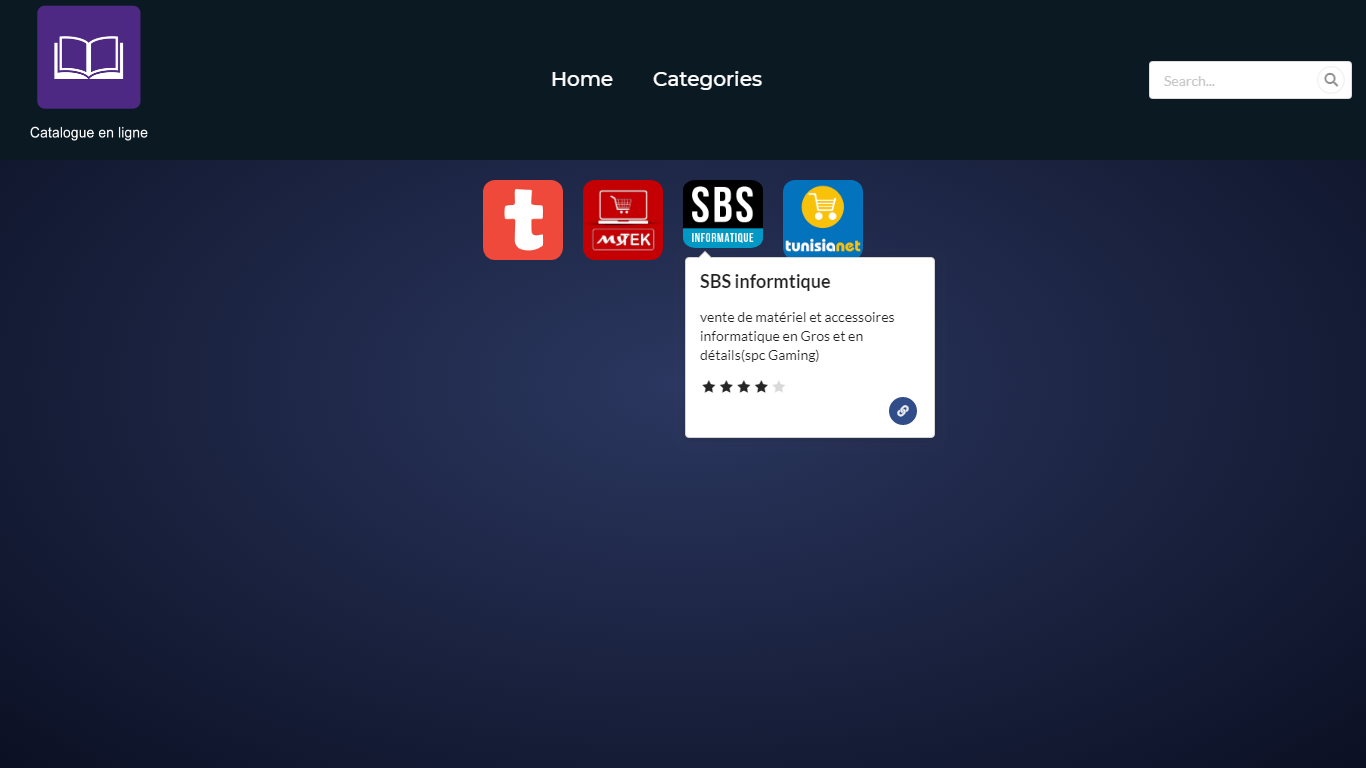 Catalogue en ligne
Home
Categories
Search...
t
MyTEK
SBS
INFORMATIQUE
tunisianet
SBS informtique
vente de matériel et accessoires
informatique en Gros et en
détails(spc Gaming)